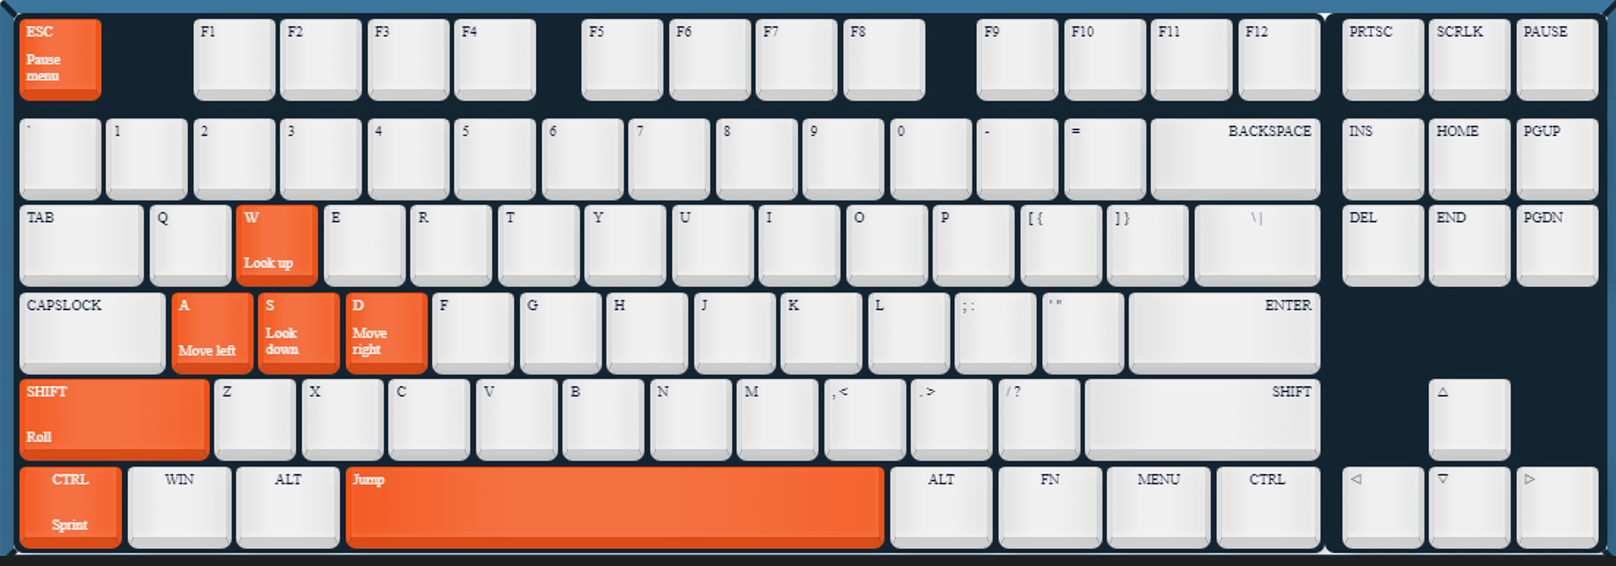 ESC
Pause
menu
F1
F2
F3
F4
F5
F6
F7
F8
F9
F10
F11
F12
PRTSC
SCRLK
PAUSE
`
1
2
3
4
5
6
7
8
9
0
-
=
BACKSPACE
INS
HOME
PGUP
TAB
Q
W
Look up
E
R
T
Y
U
I
O
P
[ {
] }
\ |
DEL
END
PGDN
CAPSLOCK
A
Move left
S
Look
down
D
Move
right
F
G
H
J
K
L
; :
' "
ENTER
SHIFT
Roll
Z
X
C
V
B
N
M
, <
. >
/ ?
SHIFT
△
CTRL
Sprint
WIN
ALT
Jump
ALT
FN
MENU
CTRL
◁
▽
▷